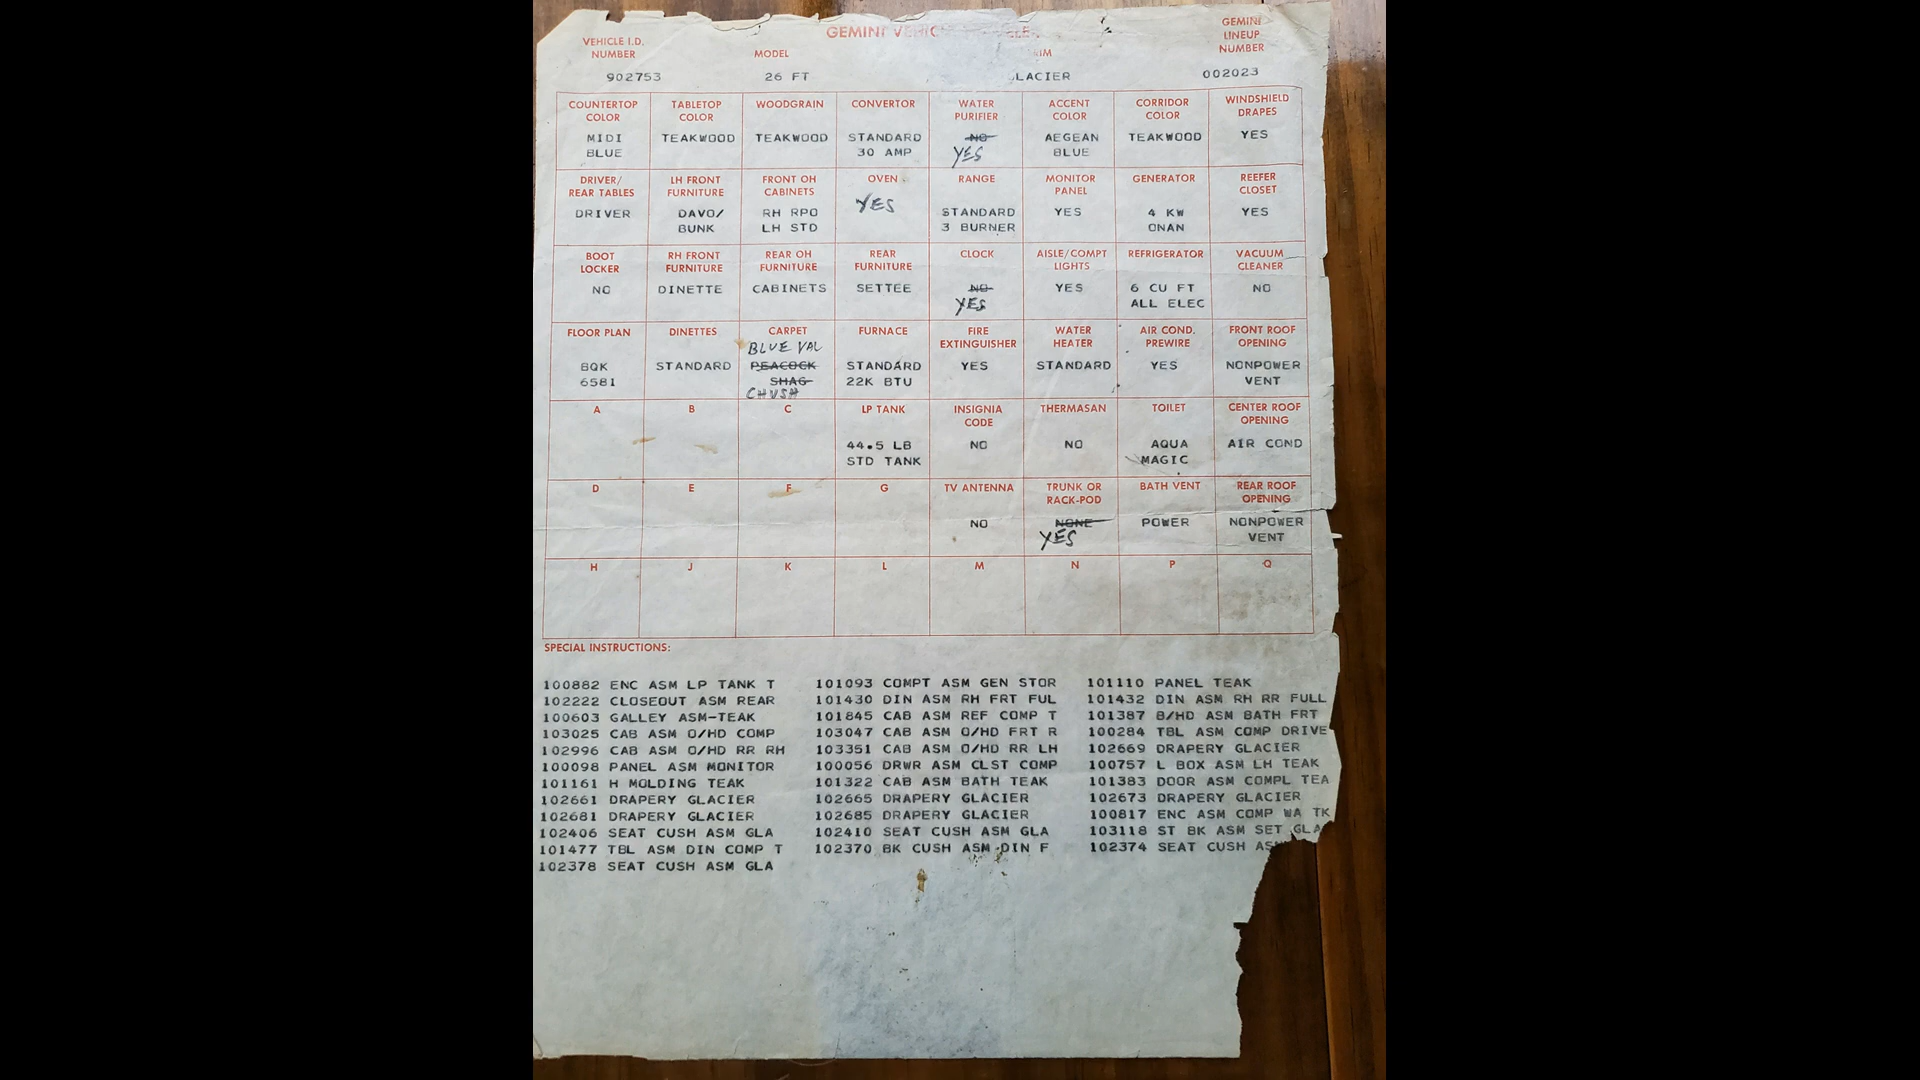 GEMINI
VEHICLE I.D. NUMBER MODEL GEMINI LINEUP NUMBER
902753 26 FT LACIER 002023
COUNTERTOP COLOR TABLETOP COLOR WOODGRAIN CONVERTOR WATER PURIFIER ACCENT COLOR CORRIDOR COLOR WINDSHIELD DRAPES
MIDI BLUE TEAKWOOD TEAKWOOD STANDARD 30 AMP NO YES AEGEAN BLUE TEAKWOOD YES
DRIVER/ REAR TABLES LH FRONT FURNITURE FRONT OH CABINETS OVEN RANGE MONITOR PANEL GENERATOR REEFER CLOSET
DRIVER DAVO/ BUNK RH RPO LH STD YES STANDARD 3 BURNER YES 4 KW ONAN YES
BOOT LOCKER RH FRONT FURNITURE REAR OH FURNITURE REAR FURNITURE CLOCK AISLE/COMPT LIGHTS REFRIGERATOR VACUUM CLEANER
NO DINETTE CABINETS SETTEE NO YES YES 6 CU FT ALL ELEC NO
FLOOR PLAN DINETTES CARPET FURNACE FIRE EXTINGUISHER WATER HEATER AIR COND. PREWIRE FRONT ROOF OPENING
BQK 6581 STANDARD BLUE VAL PEACOCK SHAG CHUSH STANDARD 22K BTU YES STANDARD YES NONPOWER VENT
A B C LP TANK INSIGNIA CODE THERMASAN TOILET CENTER ROOF OPENING
44.5 LB STD TANK NO NO AQUA MAGIC AIR COND
D E F G TV ANTENNA TRUNK OR RACK-POD BATH VENT REAR ROOF OPENING
NO NONE YES POWER NONPOWER VENT
H J K L M N P Q
SPECIAL INSTRUCTIONS:
100882 ENC ASM LP TANK T 101093 COMPT ASM GEN STOR 101110 PANEL TEAK
102222 CLOSEOUT ASM REAR 101430 DIN ASM RH FRT FUL 101432 DIN ASM RH RR FULL
100603 GALLEY ASM-TEAK 101845 CAB ASM REF COMP T 101387 B/HD ASM BATH FRT
103025 CAB ASM O/HD COMP 103047 CAB ASM O/HD FRT R 100284 TBL ASM COMP DRIVE
102996 CAB ASM O/HD RR RH 103351 CAB ASM O/HD RR LH 102669 DRAPERY GLACIER
100098 PANEL ASM MONITOR 100056 DRWR ASM CLST COMP 100757 L BOX ASM LH TEAK
101161 H MOLDING TEAK 101322 CAB ASM BATH TEAK 101383 DOOR ASM COMPL TEA
102661 DRAPERY GLACIER 102665 DRAPERY GLACIER 102673 DRAPERY GLACIER
102681 DRAPERY GLACIER 102685 DRAPERY GLACIER 100817 ENC ASM COMP WA TK
102406 SEAT CUSH ASM GLA 102410 SEAT CUSH ASM GLA 103118 ST BK ASM SET GLA
101477 TBL ASM DIN COMP T 102370 BK CUSH ASM DIN F 102374 SEAT CUSH
102378 SEAT CUSH ASM GLA